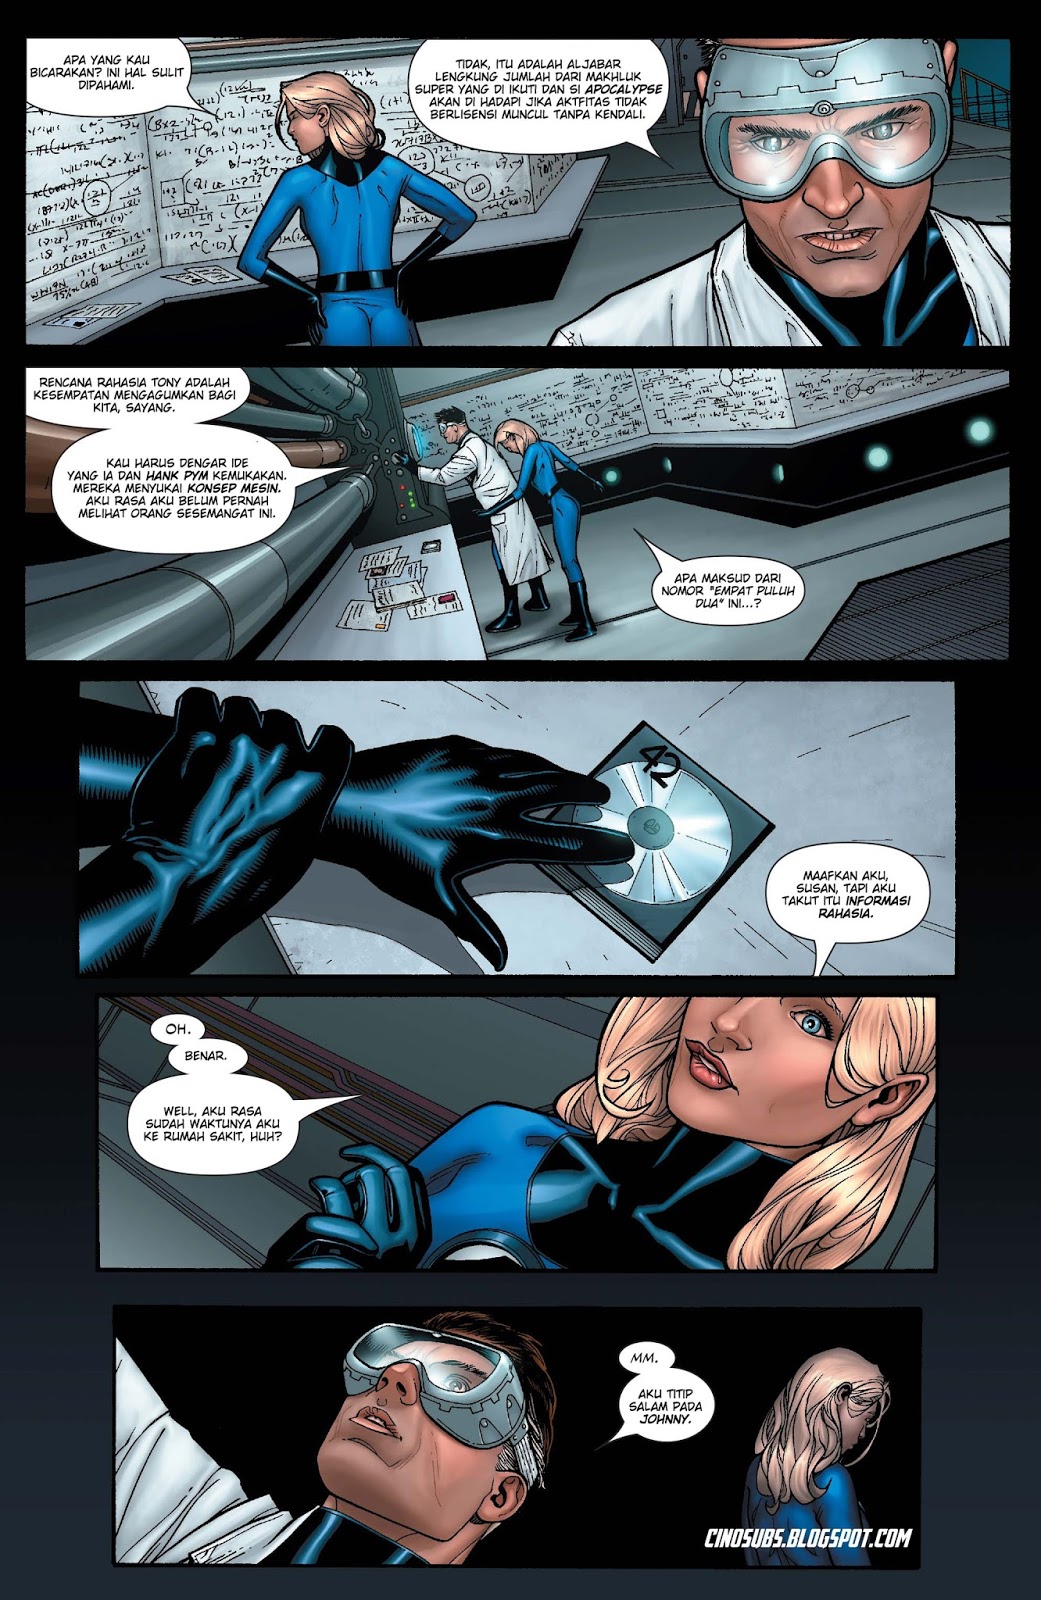 APA YANG KAU
BICARAKAN? INI HAL SULIT
DIPAHAMI.
TIDAK, ITU ADALAH ALJABAR
LENGKUNG JUMLAH DARI MAKHLUK
SUPER YANG DI IKUTI DAN SI APOCALYPSE
AKAN DI HADAPI JIKA AKTFITAS TIDAK
BERLISENSI MUNCUL TANPA KENDALI.
RENCANA RAHASIA TONY ADALAH
KESEMPATAN MENGAGUMKAN BAGI
KITA, SAYANG.
KAU HARUS DENGAR IDE
YANG IA DAN HANK PYM KEMUKAKAN.
MEREKA MENYUKAI KONSEP MESIN.
AKU RASA AKU BELUM PERNAH
MELIHAT ORANG SESEMANGAT INI.
APA MAKSUD DARI
NOMOR "EMPAT PULUH
DUA" INI...?
42
MAAFKAN AKU,
SUSAN, TAPI AKU
TAKUT ITU INFORMASI
RAHASIA.
OH.
BENAR.
WELL, AKU RASA
SUDAH WAKTUNYA AKU
KE RUMAH SAKIT, HUH?
MM.
AKU TITIP
SALAM PADA
JOHNNY.
CINOSUBS.BLOGSPOT.COM